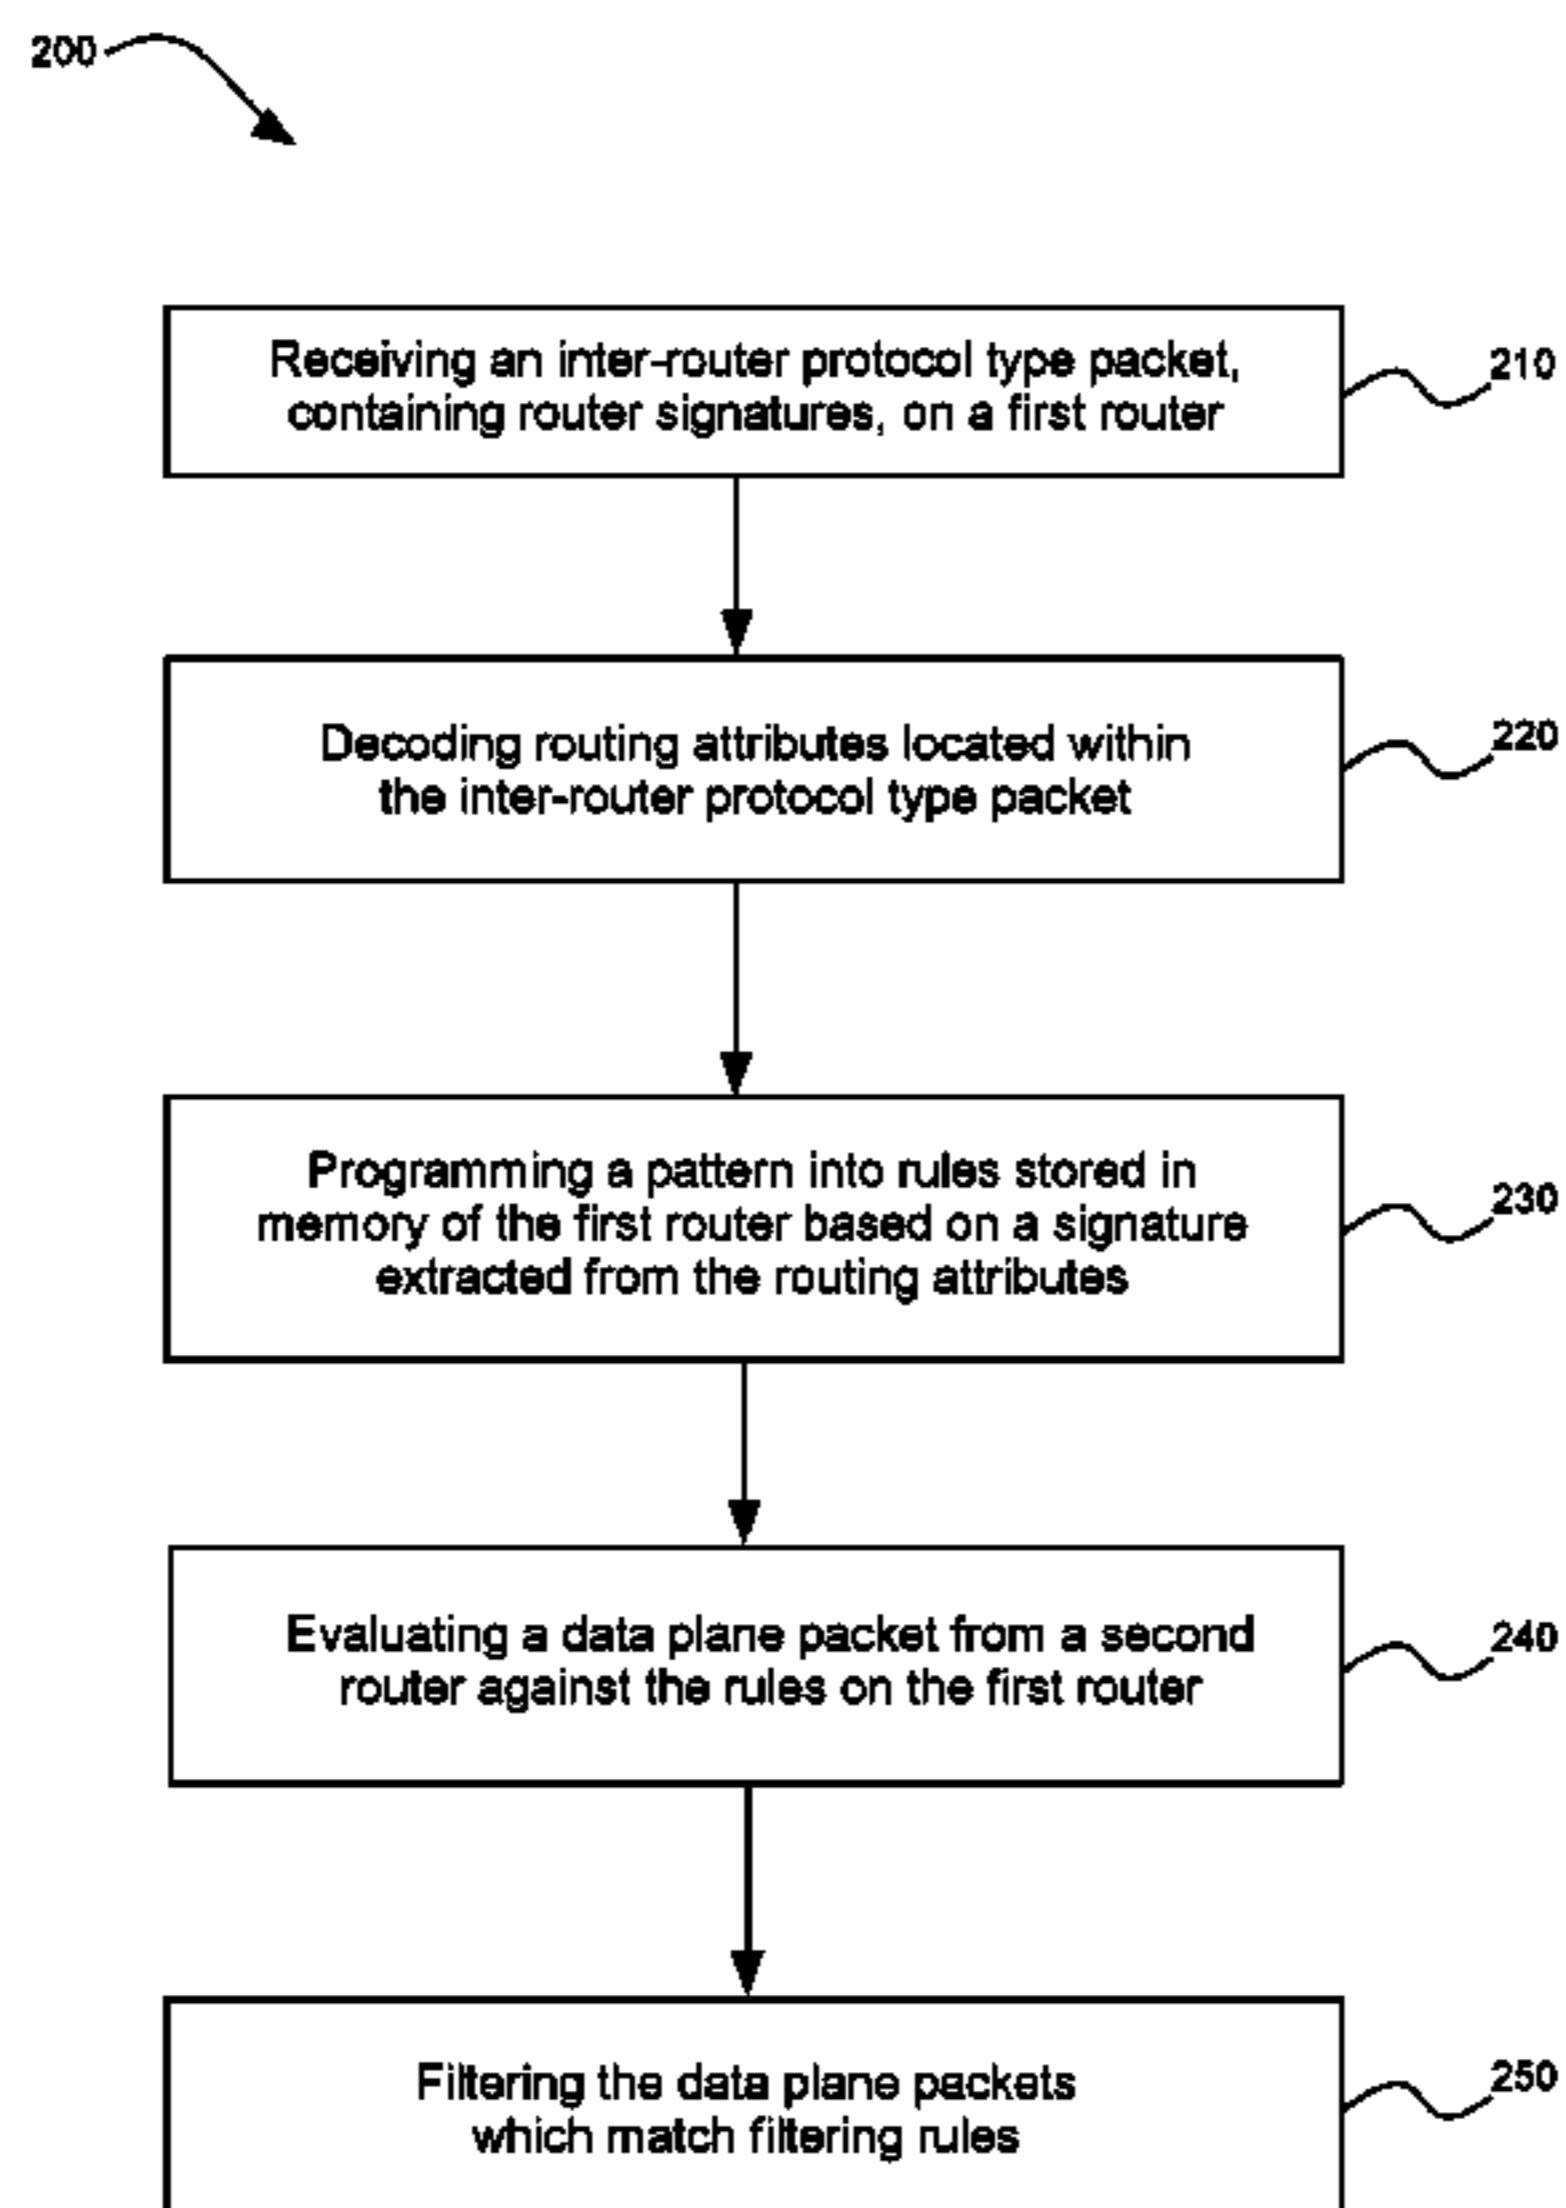 200
Receiving an inter-router protocol type packet,
containing router signatures, on a first router
210
Decoding routing attributes located within
the inter-router protocol type packet
220
Programming a pattern into rules stored in
memory of the first router based on a signature
extracted from the routing attributes
230
Evaluating a data plane packet from a second
router against the rules on the first router
240
Filtering the data plane packets
which match filtering rules
250